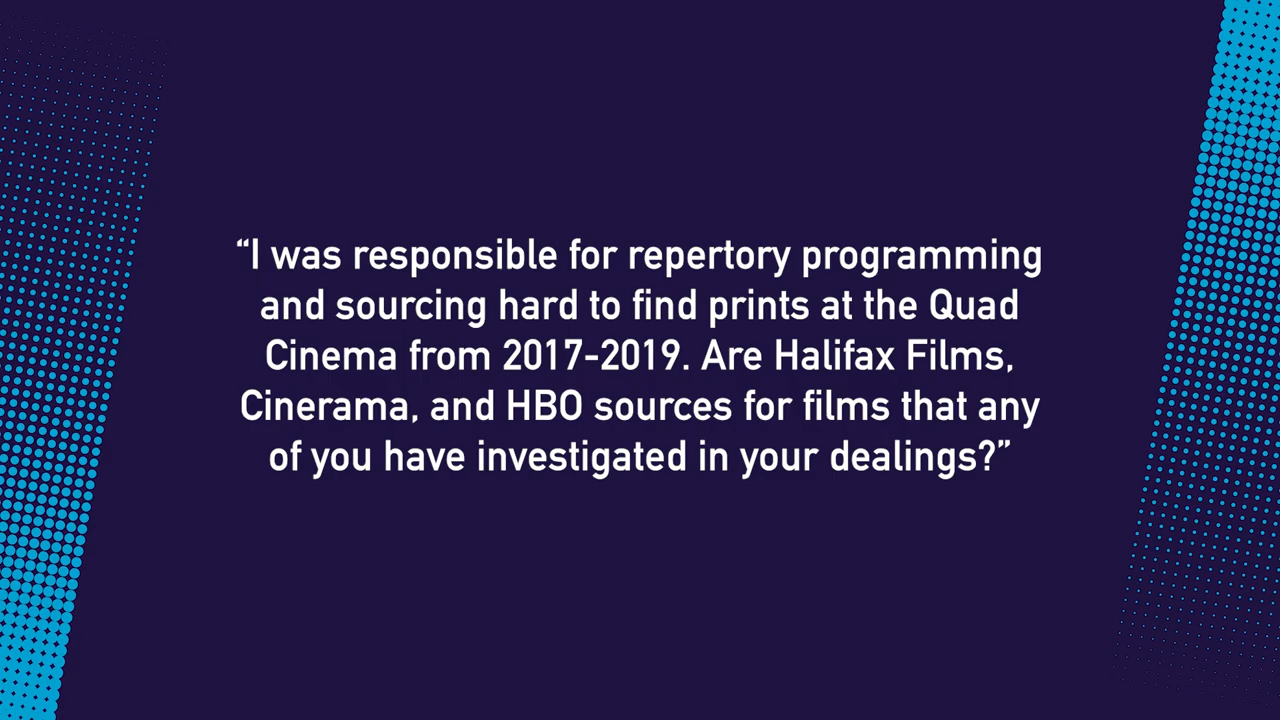 “I was responsible for repertory programming
and sourcing hard to find prints at the Quad
Cinema from 2017-2019. Are Halifax Films,
Cinerama, and HBO sources for films that any
of you have investigated in your dealings?”